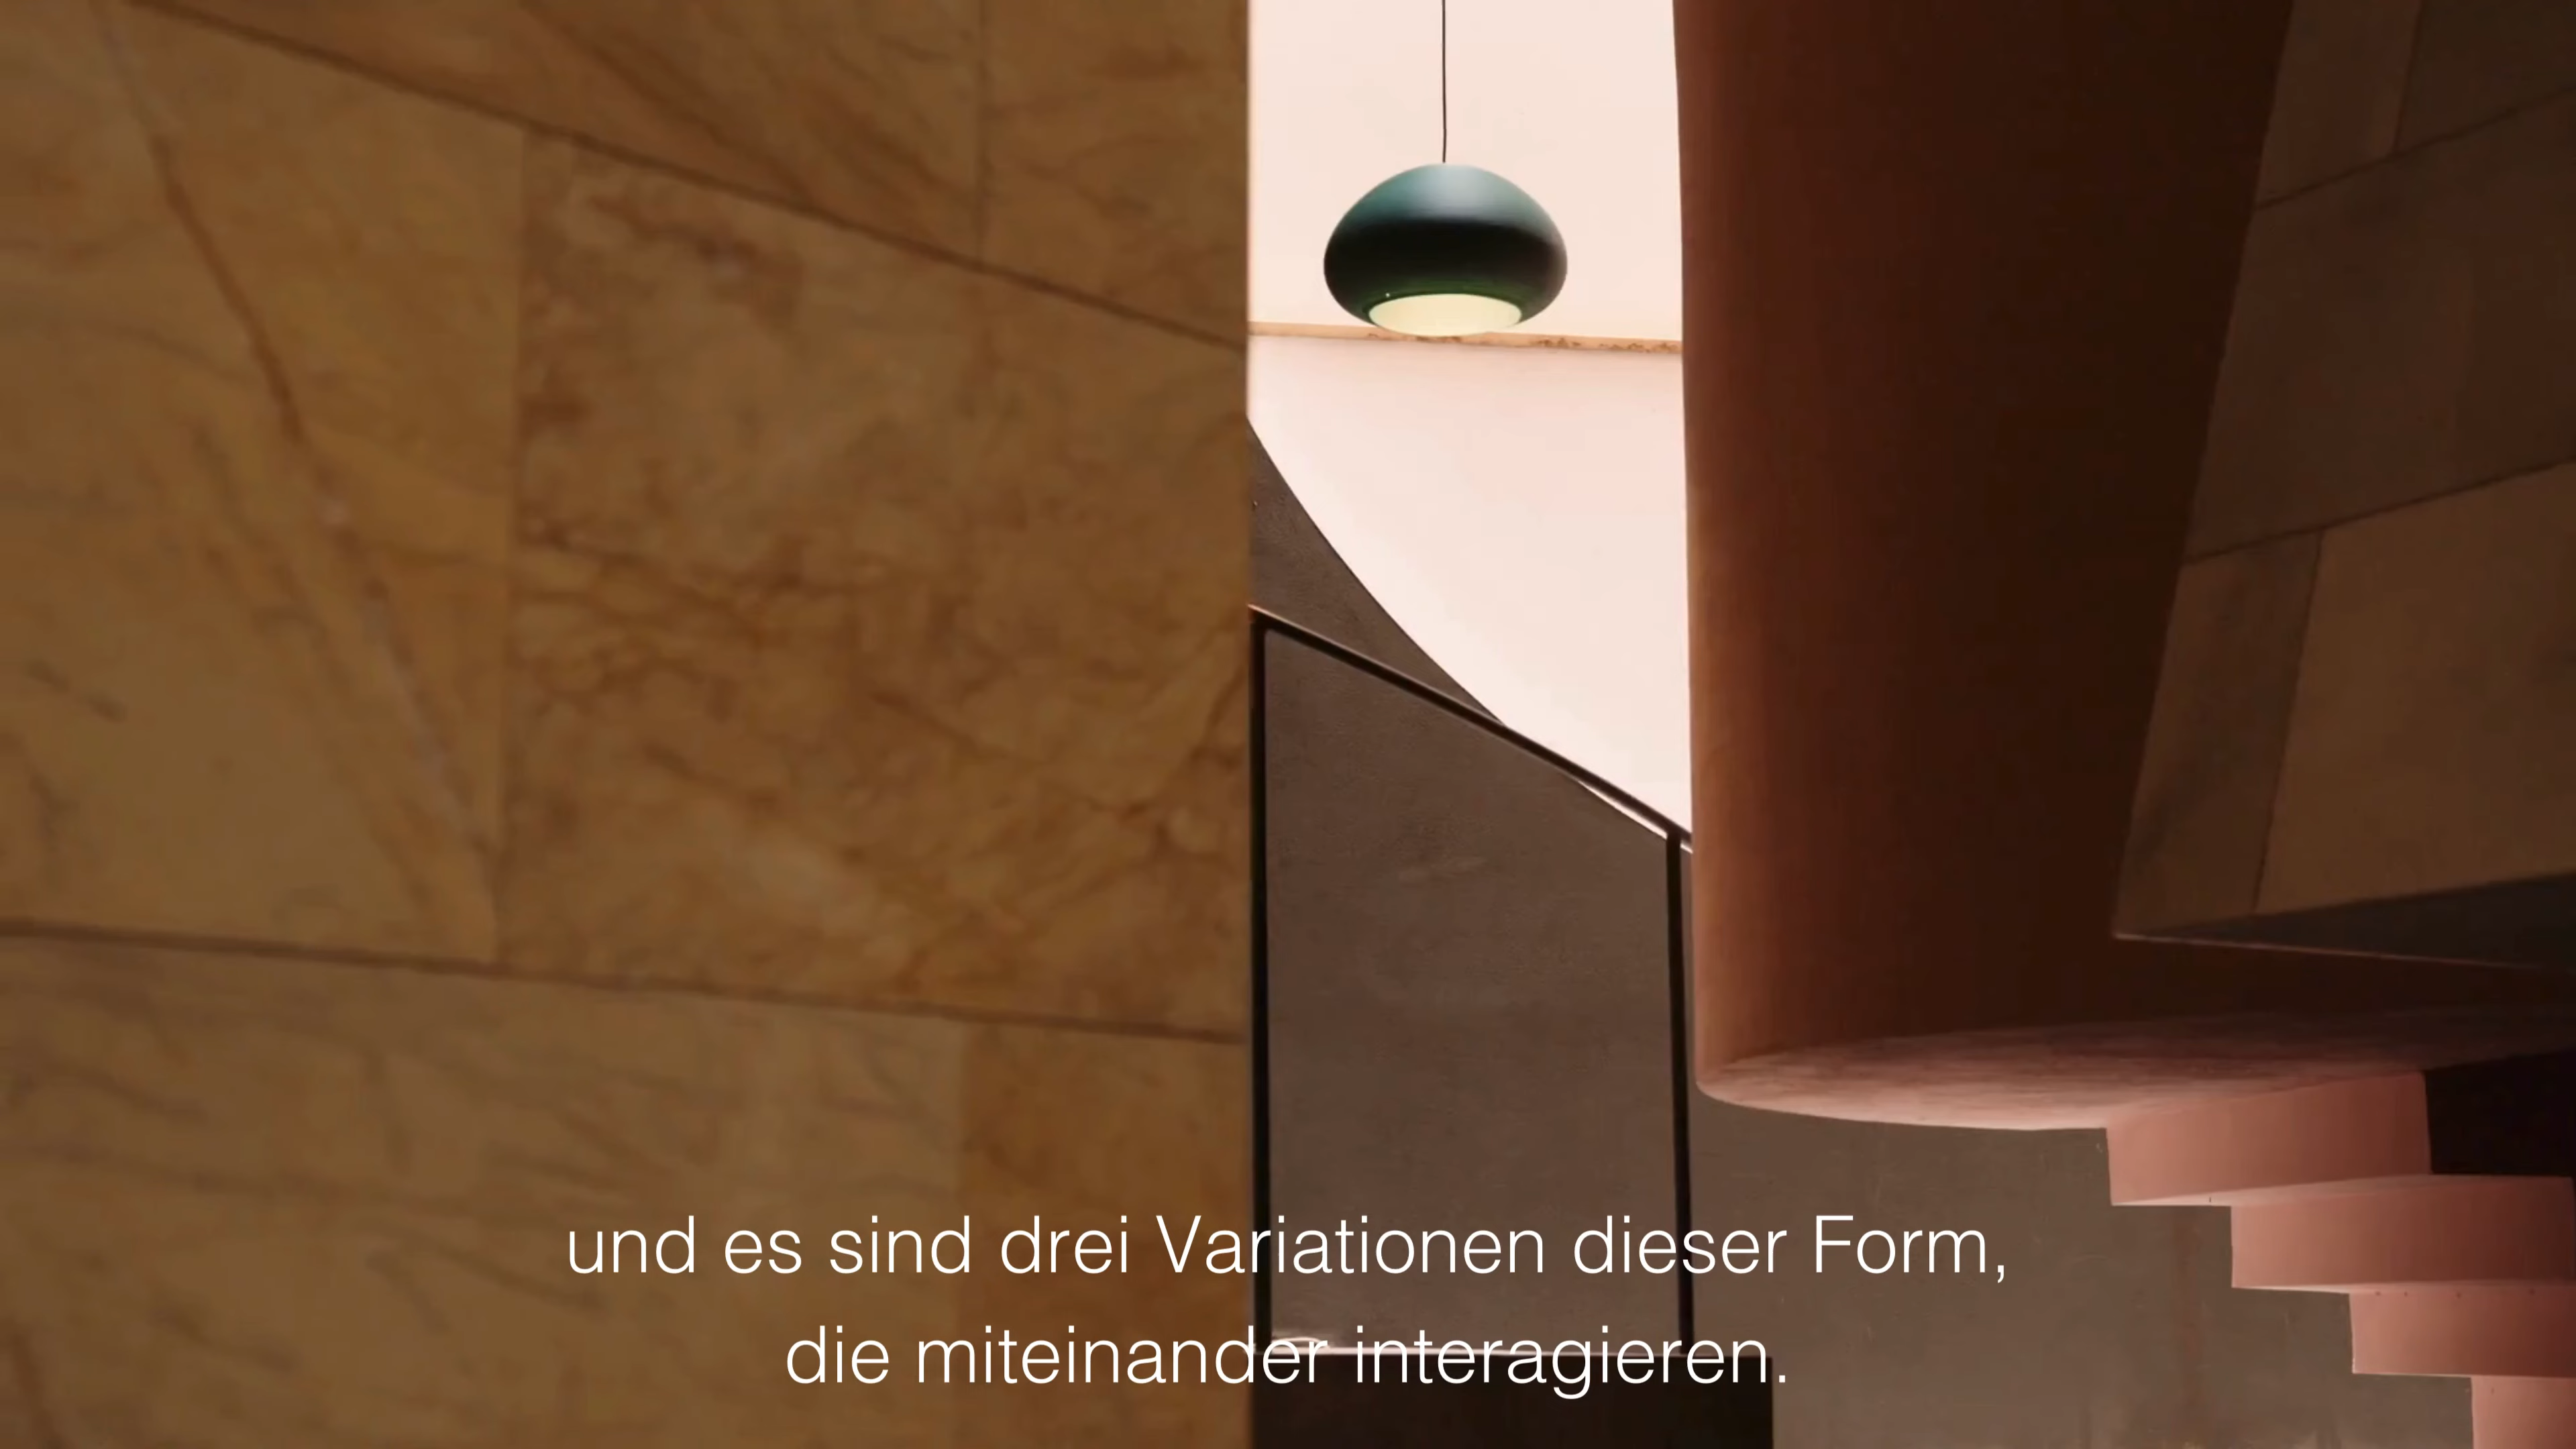 und es sind drei Variationen dieser Form,
die miteinander interagieren.